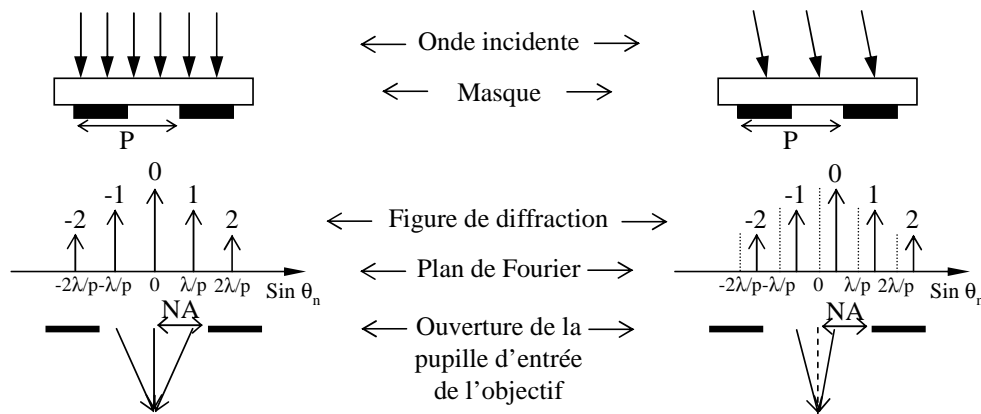 Onde incidente
Masque
P
P
0
-1
1
-2
2
0
-1
1
-2
2
Figure de diffraction
Plan de Fourier
-2λ/p
-λ/p
0
λ/p
2λ/p
Sin θn
-2λ/p
-λ/p
0
λ/p
2λ/p
Sin θn
NA
NA
Ouverture de la
pupille d’entrée
de l’objectif